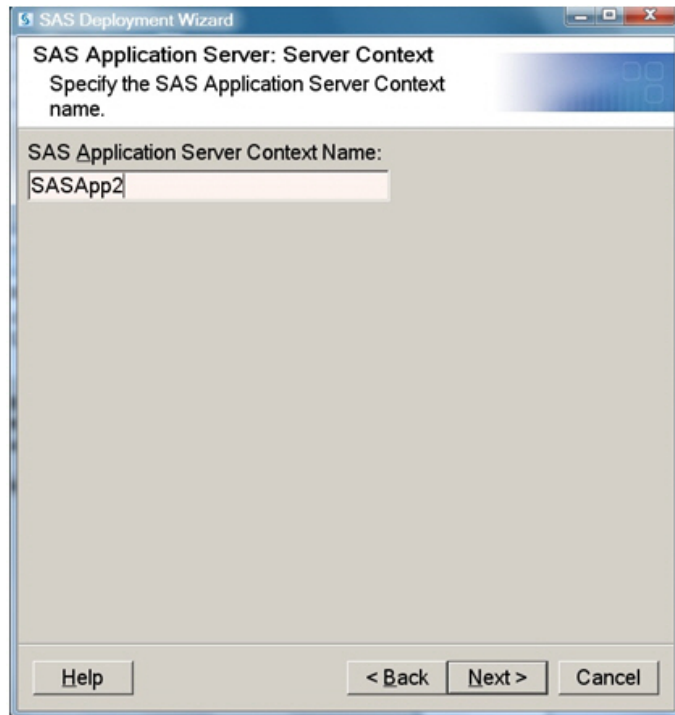 SAS Deployment Wizard
SAS Application Server: Server Context
Specify the SAS Application Server Context
name.
SAS Application Server Context Name:
SASApp2
Help
< Back
Next >
Cancel